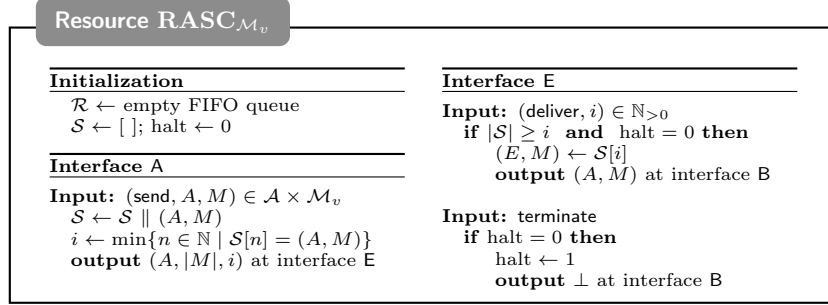 Resource RASC_{M_v}
Initialization
R ← empty FIFO queue
S ← [ ]; halt ← 0
Interface A
Input: (send, A, M) ∈ A × M_v
S ← S ∥ (A, M)
i ← min{n ∈ ℕ | S[n] = (A, M)}
output (A, |M|, i) at interface E
Interface E
Input: (deliver, i) ∈ ℕ_{>0}
if |S| ≥ i and halt = 0 then
(E, M) ← S[i]
output (A, M) at interface B
Input: terminate
if halt = 0 then
halt ← 1
output ⊥ at interface B